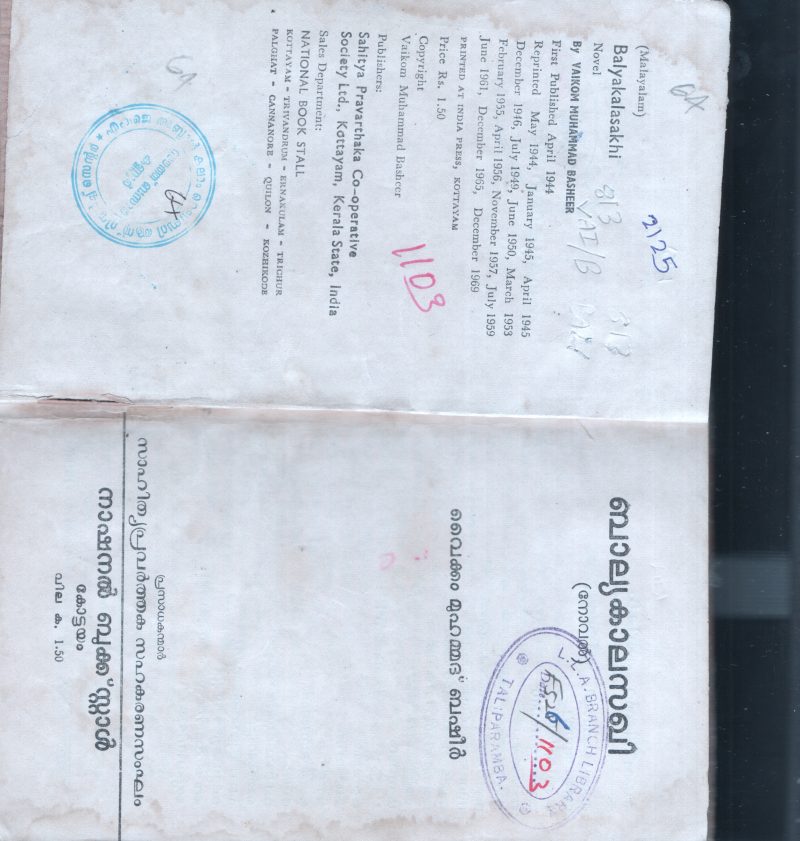 (Malayalam)
Balyakalasakhi
Novel
By VAIKOM MUHAMMAD BASHEER
First Published April 1944
Reprinted May 1944, January 1945, April 1945
December 1946, July 1949, June 1950, March 1953
February 1955, April 1956, November 1957, July 1959
June 1961, December 1965, December 1969
PRINTED AT INDIA PRESS, KOTTAYAM
Price Rs. 1.50
Copyright
Vaikom Muhammad Basheer
Publishers:
Sahitya Pravarthaka Co-operative
Society Ltd., Kottayam, Kerala State, India
Sales Department:
NATIONAL BOOK STALL
KOTTAYAM - TRIVANDRUM - ERNAKULAM - TRICHUR
PALGHAT - CANNANORE - QUILON - KOZHIKODE
2125
813
VAI/B
1103
64
ബാല്യകാലസഖി
(നോവൽ)
വൈക്കം മുഹമ്മദ് ബഷീർ
L.L.A. BRANCH LIBRARY
TALIPARAMBA.
1103
പ്രസാധകന്മാർ
സാഹിത്യപ്രവർത്തക സഹകരണസംഘം
നാഷനൽ ബുക്ക് സ്റ്റാൾ
കോട്ടയം
വില ക. 1.50